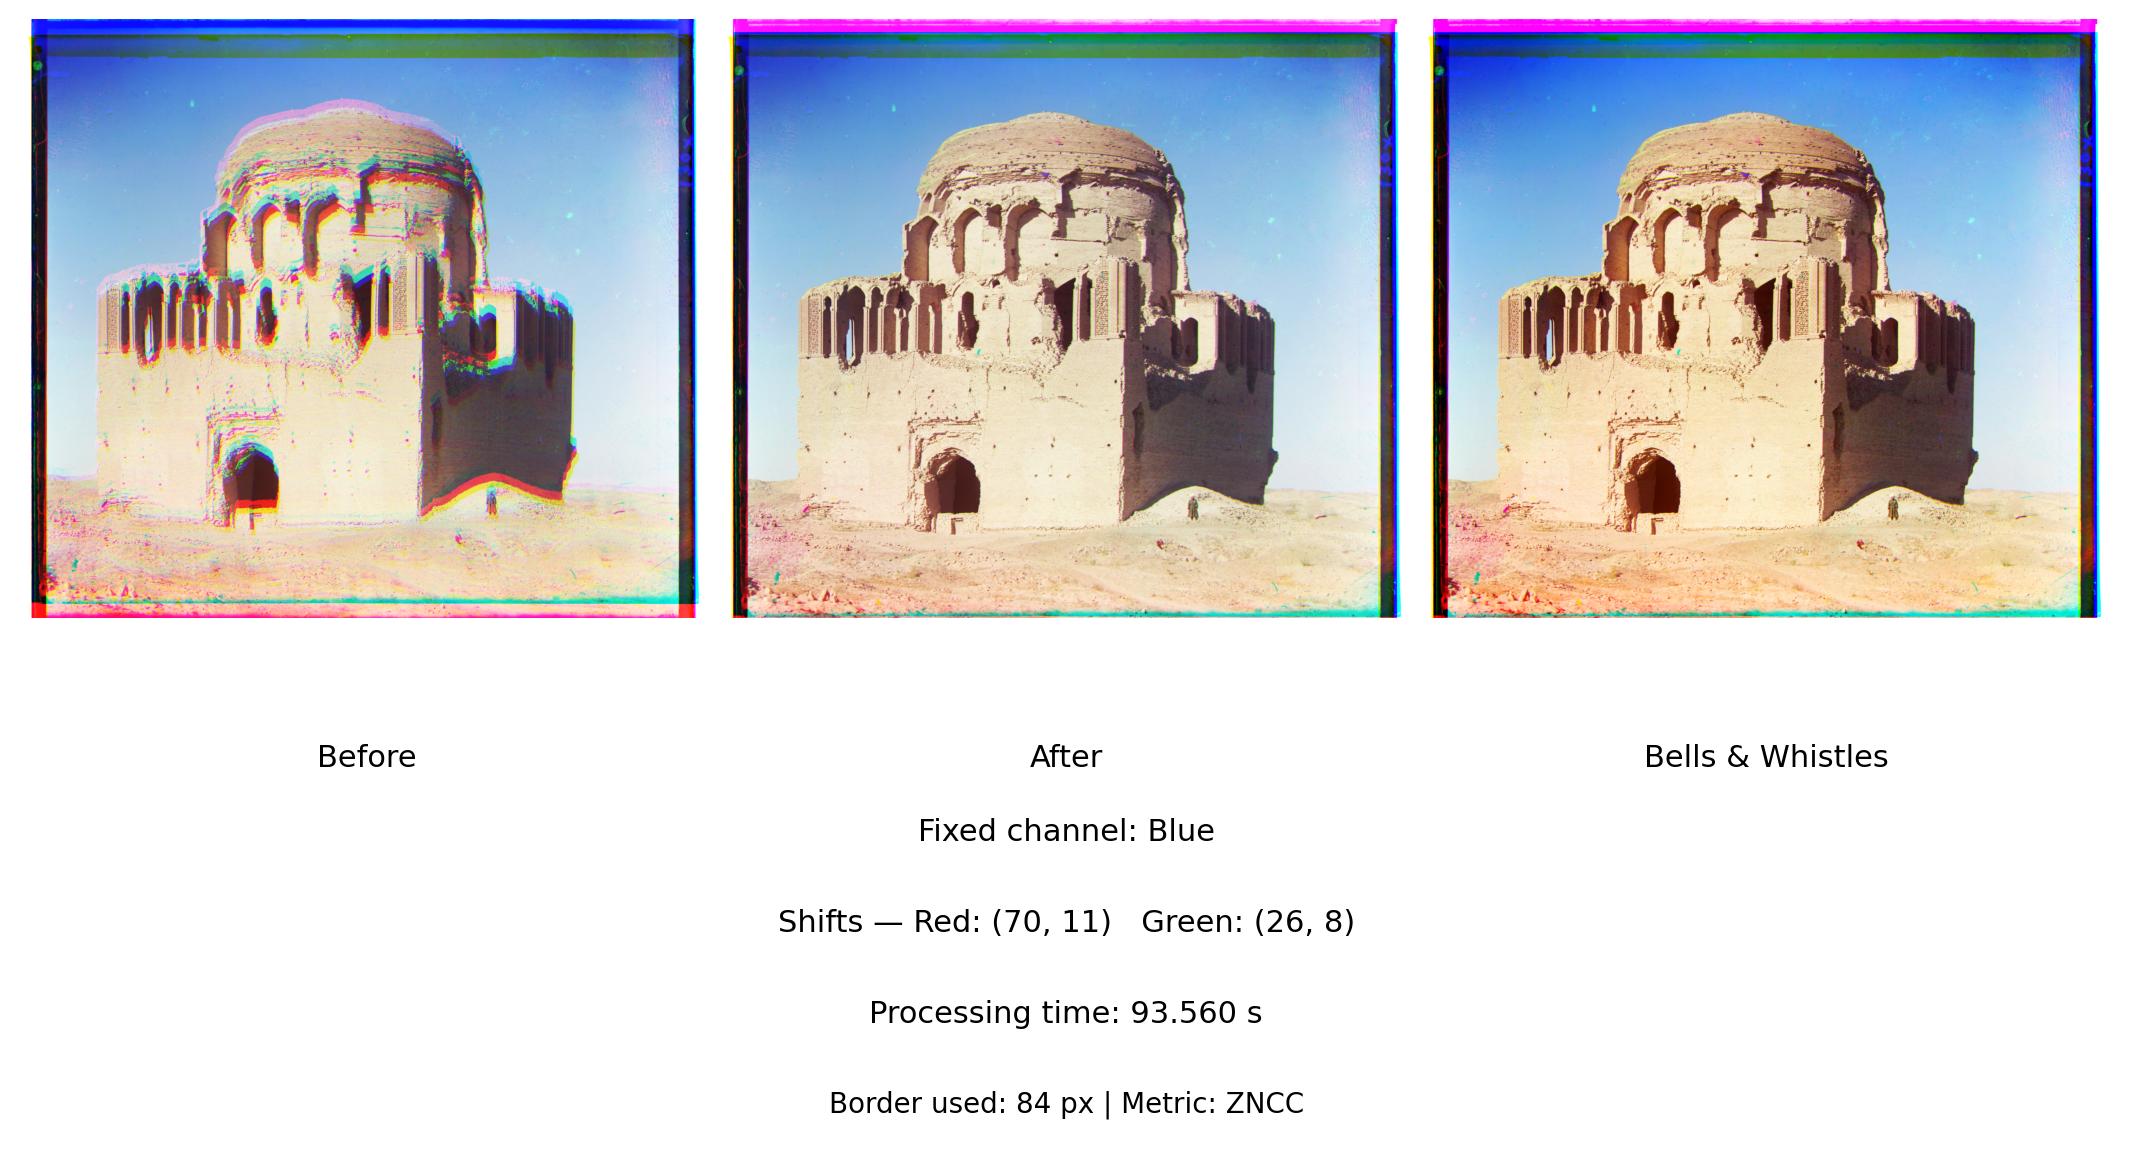 Before
After
Bells & Whistles
Fixed channel: Blue
Shifts — Red: (70, 11)   Green: (26, 8)
Processing time: 93.560 s
Border used: 84 px | Metric: ZNCC